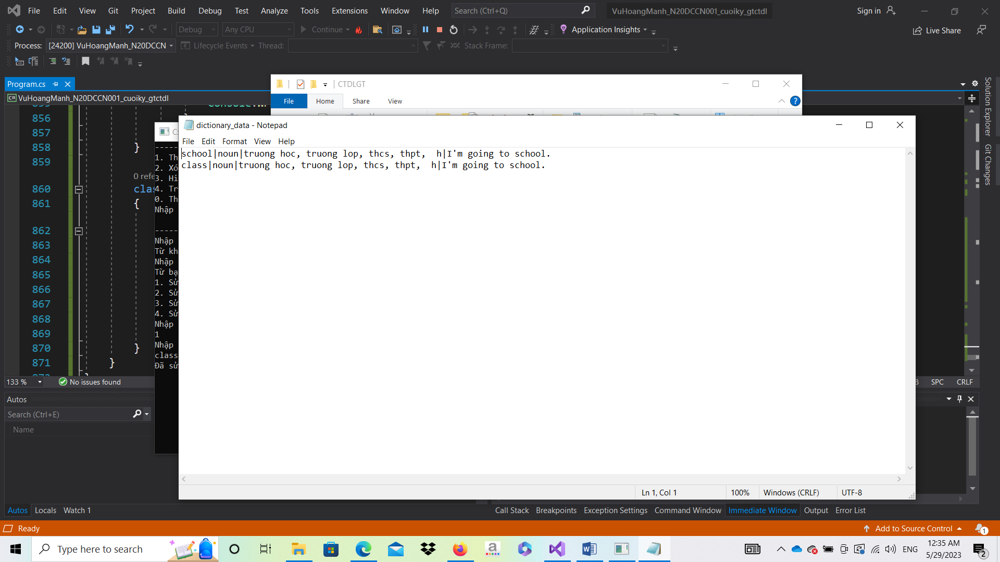 File Edit View Git Project Build Debug Test Analyze Tools Extensions Window Help Search (Ctrl+Q) VuHoangManh_N20DCCN001_cuoiky_gtctdl Sign in
Debug Any CPU Continue Application Insights Live Share
Process: [24200] VuHoangManh_N20DCCN Lifecycle Events Thread: Stack Frame:
Program.cs
VuHoangManh_N20DCCN001_cuoiky_gtctdl
CTDLGT
File Home Share View
Solution Explorer
Git Changes
dictionary_data - Notepad
File Edit Format View Help
school|noun|truong hoc, truong lop, thcs, thpt,  h|I'm going to school.
class|noun|truong hoc, truong lop, thcs, thpt,  h|I'm going to school.
Ln 1, Col 1 100% Windows (CRLF) UTF-8
856
857
858 }
859
0 refe
860 clas
861 {
862
863
864
865
866
867
868
869
870 }
871 }
1. Th
2. Xó
3. Hi
4. Tr
0. Th
Nhập
Nhập
Từ kh
Nhập
Từ bạ
1. Sử
2. Sử
3. Sử
4. Sử
Nhập
1
Nhập
class
Đã sử
133 % No issues found SPC CRLF
Autos
Search (Ctrl+E)
Name
Autos Locals Watch 1
Call Stack Breakpoints Exception Settings Command Window Immediate Window Output Error List
Ready Add to Source Control 1
Type here to search
ENG
12:35 AM
5/29/2023
2